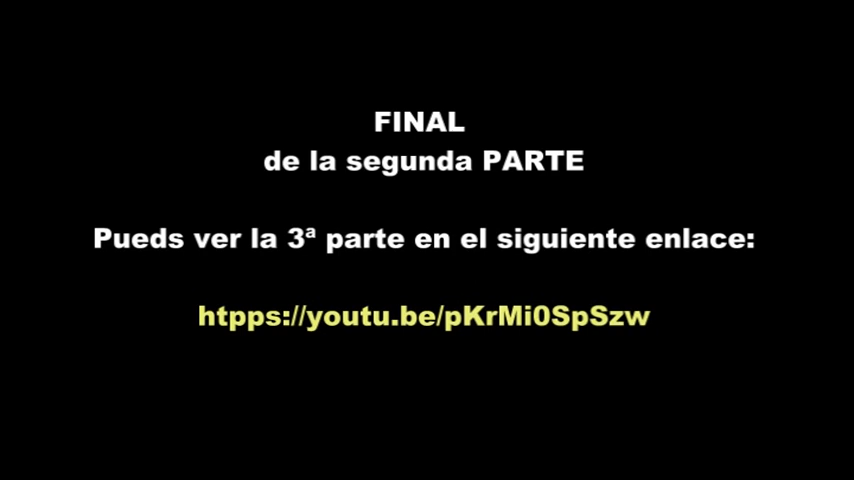 FINAL
de la segunda PARTE
Pueds ver la 3ª parte en el siguiente enlace:
htpps://youtu.be/pKrMi0SpSzw